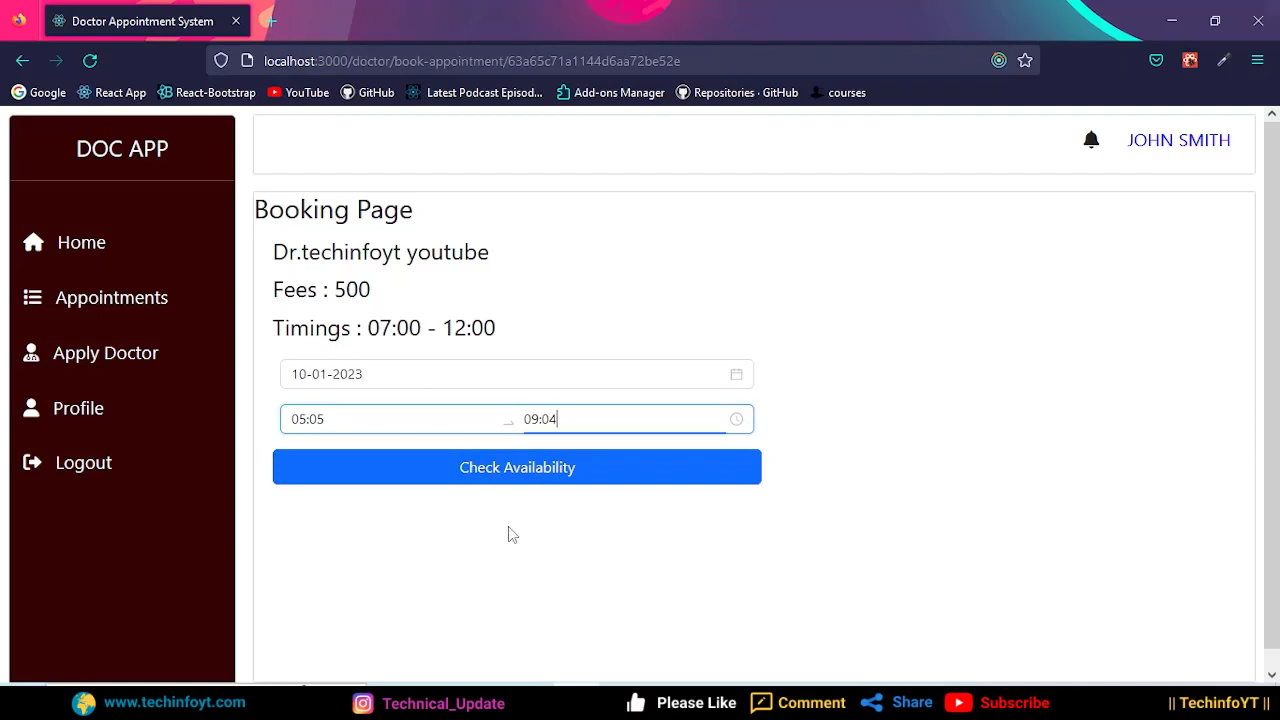 Doctor Appointment System
localhost:3000/doctor/book-appointment/63a65c71a1144d6aa72be52e
Google React App React-Bootstrap YouTube GitHub Latest Podcast Episod... Add-ons Manager Repositories · GitHub courses
DOC APP
JOHN SMITH
Home
Appointments
Apply Doctor
Profile
Logout
Booking Page
Dr.techinfoyt youtube
Fees : 500
Timings : 07:00 - 12:00
10-01-2023
05:05 09:04
Check Availability
www.techinfoyt.com Technical_Update Please Like Comment Share Subscribe || TechinfoYT ||